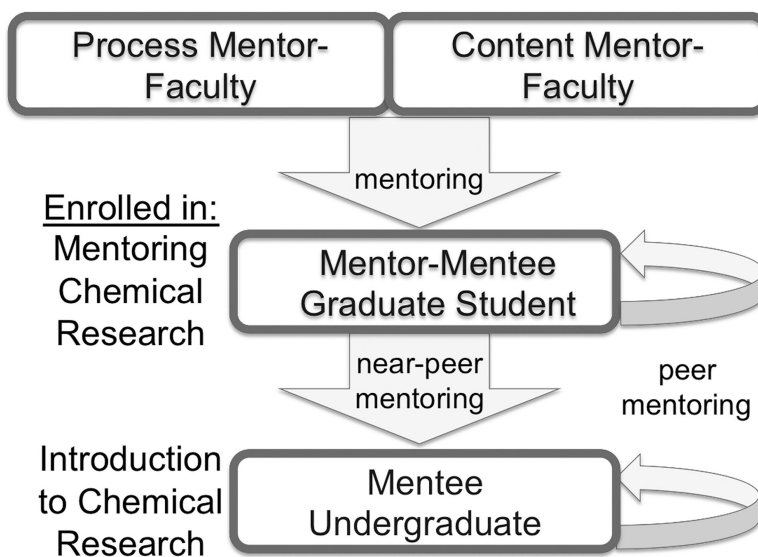 Process Mentor-
Faculty
Content Mentor-
Faculty
mentoring
Enrolled in:
Mentoring
Chemical
Research
Mentor-Mentee
Graduate Student
near-peer
mentoring
peer
mentoring
Introduction
to Chemical
Research
Mentee
Undergraduate